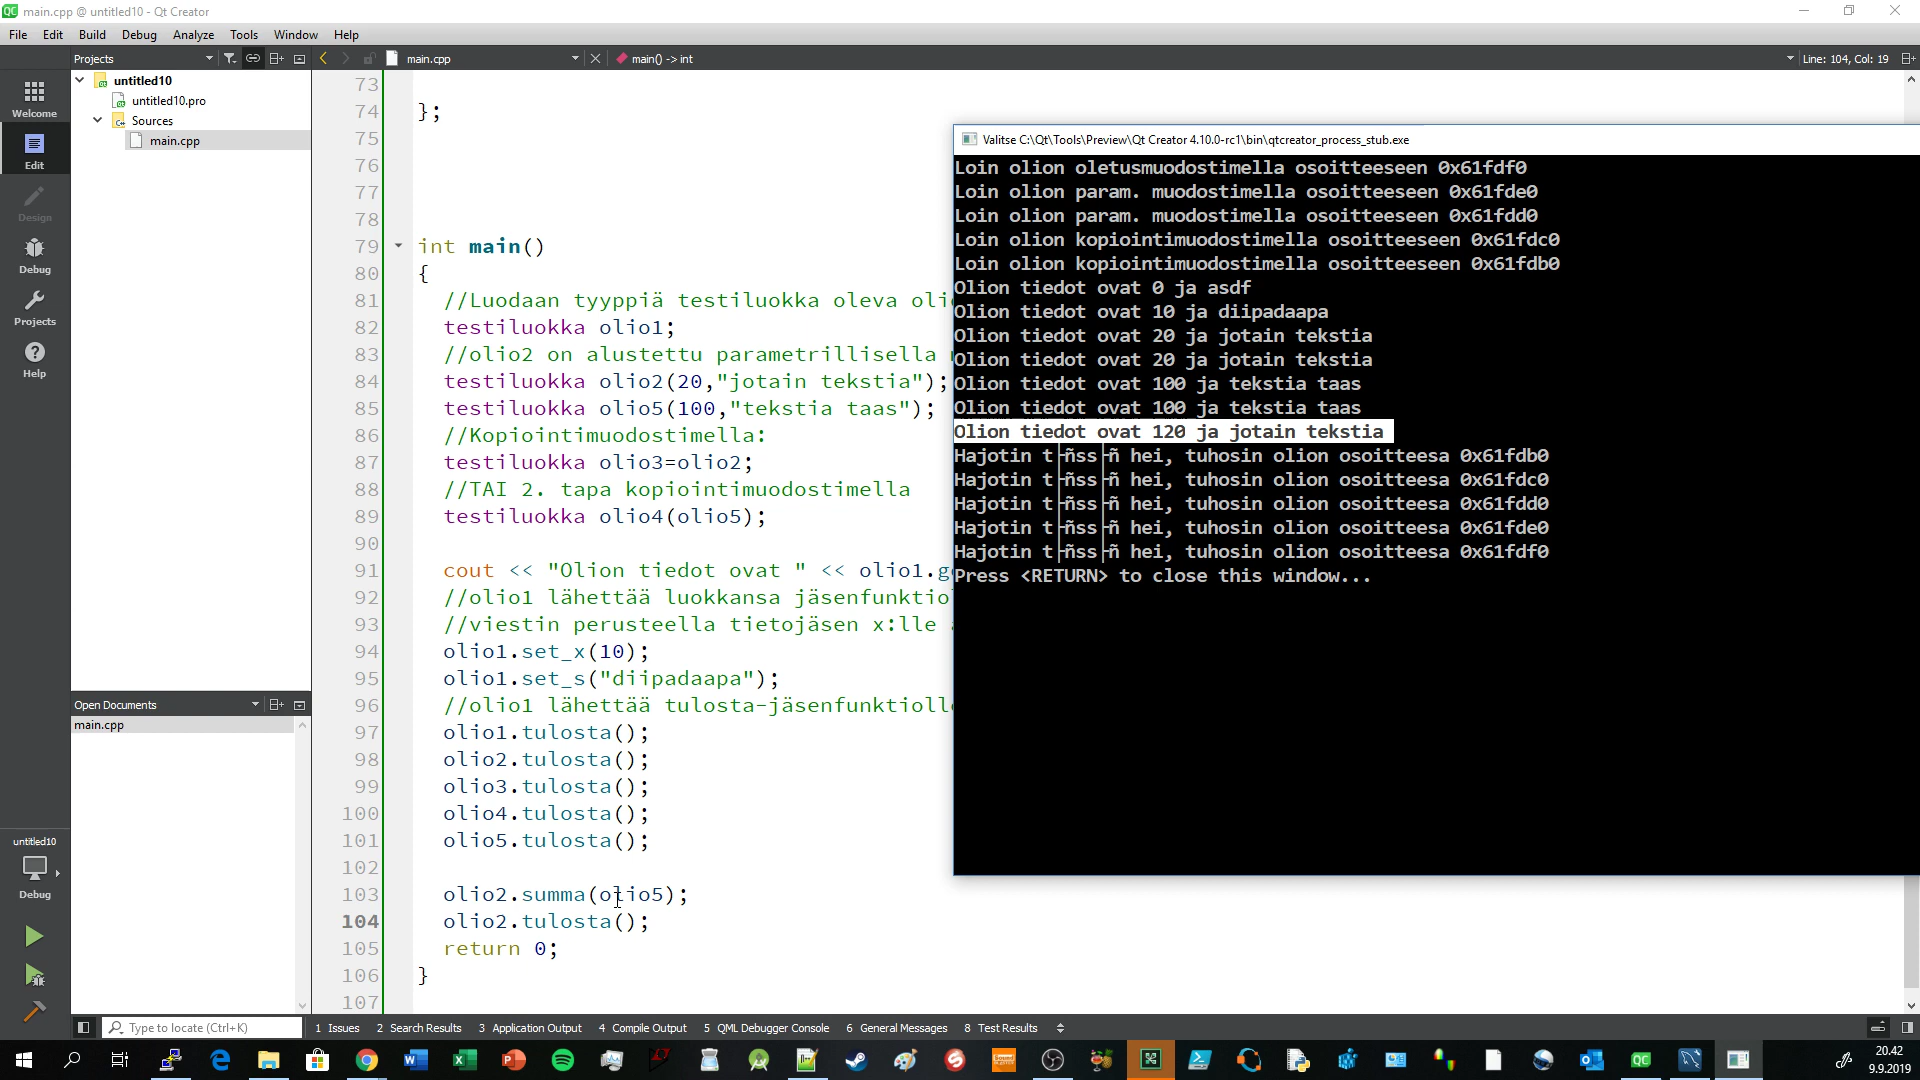 main.cpp @ untitled10 - Qt Creator
File Edit Build Debug Analyze Tools Window Help
Projects
main.cpp
main() -> int
Line: 104, Col: 19
Welcome
Edit
Design
Debug
Projects
Help
untitled10
untitled10.pro
Sources
main.cpp
Open Documents
main.cpp
untitled10
Debug
73
74 };
75
76
77
78
79 int main()
80 {
81 //Luodaan tyyppiä testiluokka oleva
82 testiluokka olio1;
83 //olio2 on alustettu parametrillisella
84 testiluokka olio2(20,"jotain tekstia");
85 testiluokka olio5(100,"tekstia taas");
86 //Kopiointimuodostimella:
87 testiluokka olio3=olio2;
88 //TAI 2. tapa kopiointimuodostimella
89 testiluokka olio4(olio5);
90
91 cout << "Olion tiedot ovat " << olio1.g
92 //olio1 lähettää luokkansa
93 //viestin perusteella tietojäsen x:lle
94 olio1.set_x(10);
95 olio1.set_s("diipadaapa");
96 //olio1 lähettää
97 olio1.tulosta();
98 olio2.tulosta();
99 olio3.tulosta();
100 olio4.tulosta();
101 olio5.tulosta();
102
103 olio2.summa(olio5);
104 olio2.tulosta();
105 return 0;
106 }
107
Valitse C:\Qt\Tools\Preview\Qt Creator 4.10.0-rc1\bin\qtcreator_process_stub.exe
Loin olion oletusmuodostimella osoitteeseen 0x61fdf0
Loin olion param. muodostimella osoitteeseen 0x61fde0
Loin olion param. muodostimella osoitteeseen 0x61fdd0
Loin olion kopiointimuodostimella osoitteeseen 0x61fdc0
Loin olion kopiointimuodostimella osoitteeseen 0x61fdb0
Olion tiedot ovat 0 ja asdf
Olion tiedot ovat 10 ja diipadaapa
Olion tiedot ovat 20 ja jotain tekstia
Olion tiedot ovat 20 ja jotain tekstia
Olion tiedot ovat 100 ja tekstia taas
Olion tiedot ovat 100 ja tekstia taas
Olion tiedot ovat 120 ja jotain tekstia
Hajotin t├ñss├ñ hei, tuhosin olion osoitteesa 0x61fdb0
Hajotin t├ñss├ñ hei, tuhosin olion osoitteesa 0x61fdc0
Hajotin t├ñss├ñ hei, tuhosin olion osoitteesa 0x61fdd0
Hajotin t├ñss├ñ hei, tuhosin olion osoitteesa 0x61fde0
Hajotin t├ñss├ñ hei, tuhosin olion osoitteesa 0x61fdf0
Press <RETURN> to close this window...
Type to locate (Ctrl+K)
1 Issues 2 Search Results 3 Application Output 4 Compile Output 5 QML Debugger Console 6 General Messages 8 Test Results
20.42
9.9.2019